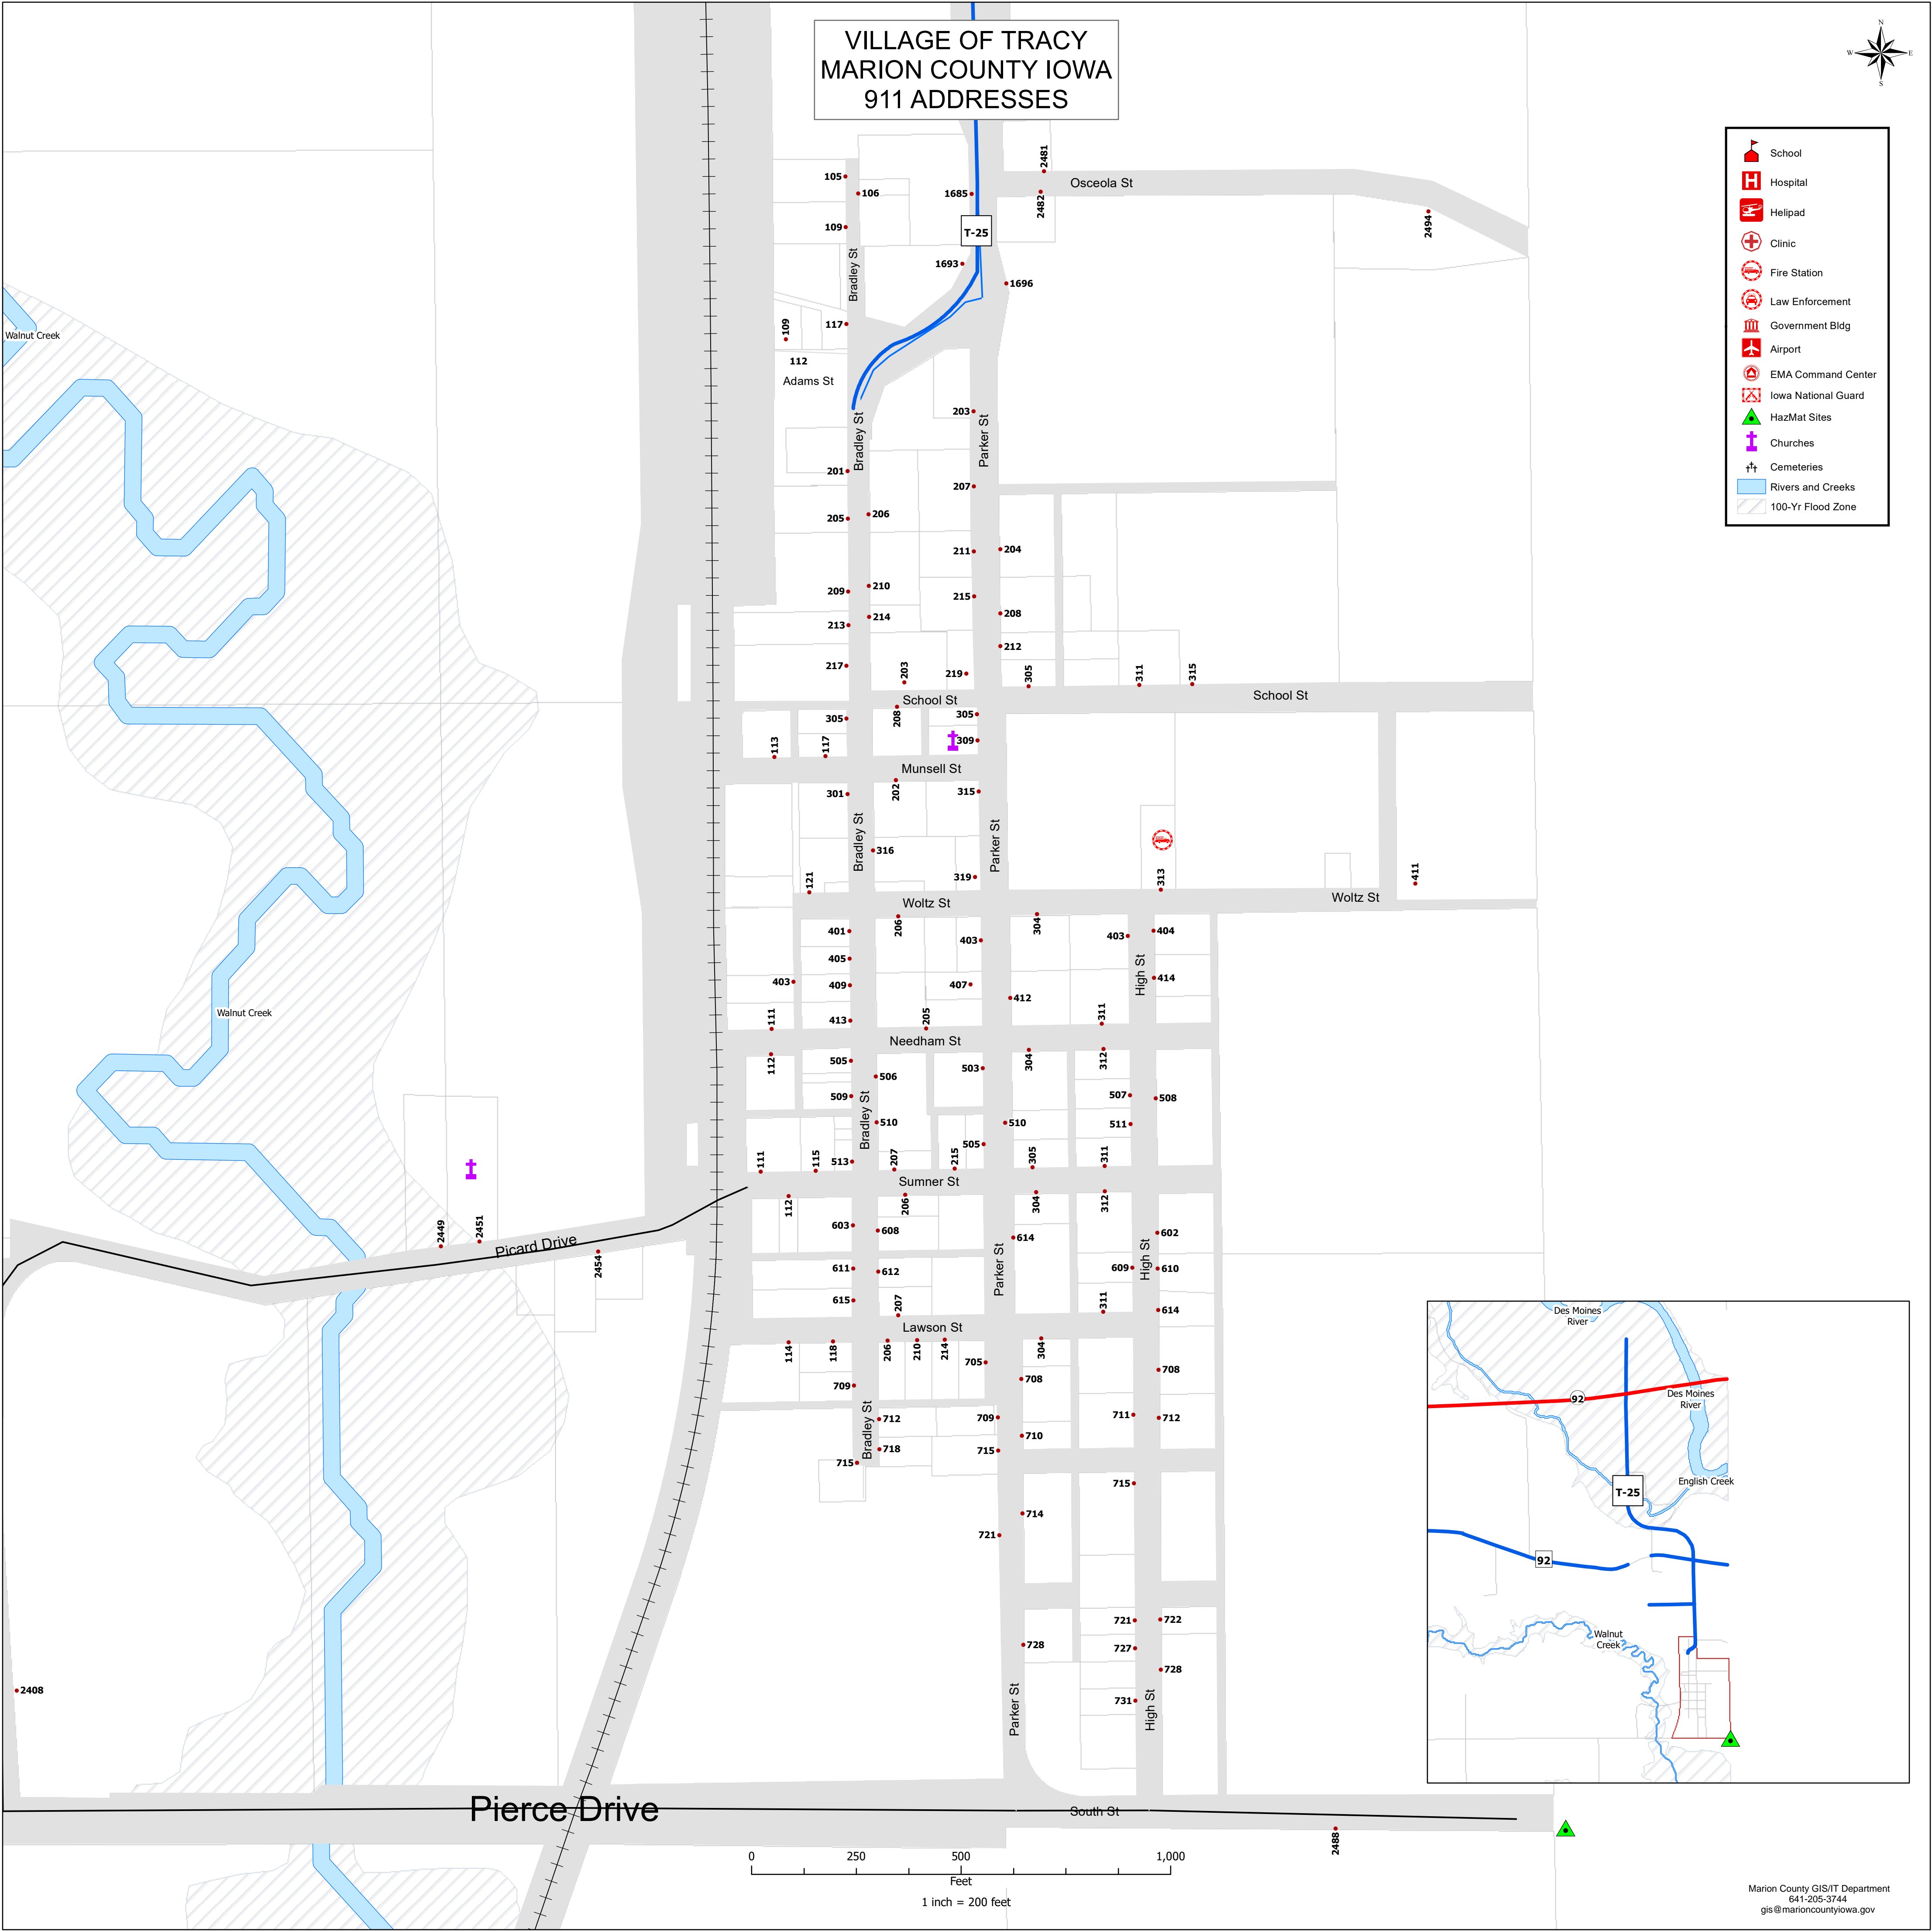 VILLAGE OF TRACY
MARION COUNTY IOWA
911 ADDRESSES
N
W E
S
School
Hospital
Helipad
Clinic
Fire Station
Law Enforcement
Government Bldg
Airport
EMA Command Center
Iowa National Guard
HazMat Sites
Churches
Cemeteries
Rivers and Creeks
100-Yr Flood Zone
2481
105
106
1685
2482
Osceola St
2494
109
T-25
Bradley St
1693
1696
117
109
Walnut Creek
112
Adams St
203
Bradley St
Parker St
201
207
205
206
211
204
209
210
215
208
213
214
212
217
203
219
305
311
315
School St
School St
305
208
305
113
117
309
Munsell St
301
202
315
Bradley St
Parker St
316
121
319
313
411
Woltz St
Woltz St
401
206
403
304
403
404
405
High St
403
409
407
414
412
111
413
205
311
Walnut Creek
Needham St
112
505
506
503
304
312
509
507
508
Bradley St
510
510
511
505
111
115
513
207
215
305
311
Sumner St
112
206
304
312
603
608
614
602
2449
2451
Picard Drive
2454
Parker St
High St
611
612
609
610
615
207
311
614
Lawson St
114
118
206
210
214
705
304
709
708
708
Bradley St
712
709
711
712
718
710
715
715
715
714
721
721
722
728
727
728
Parker St
High St
731
2408
Pierce Drive
South St
2488
Des Moines
River
92
Des Moines
River
T-25
English Creek
92
Walnut
Creek
0 250 500 1,000
Feet
1 inch = 200 feet
Marion County GIS/IT Department
641-205-3744
gis@marioncountyiowa.gov